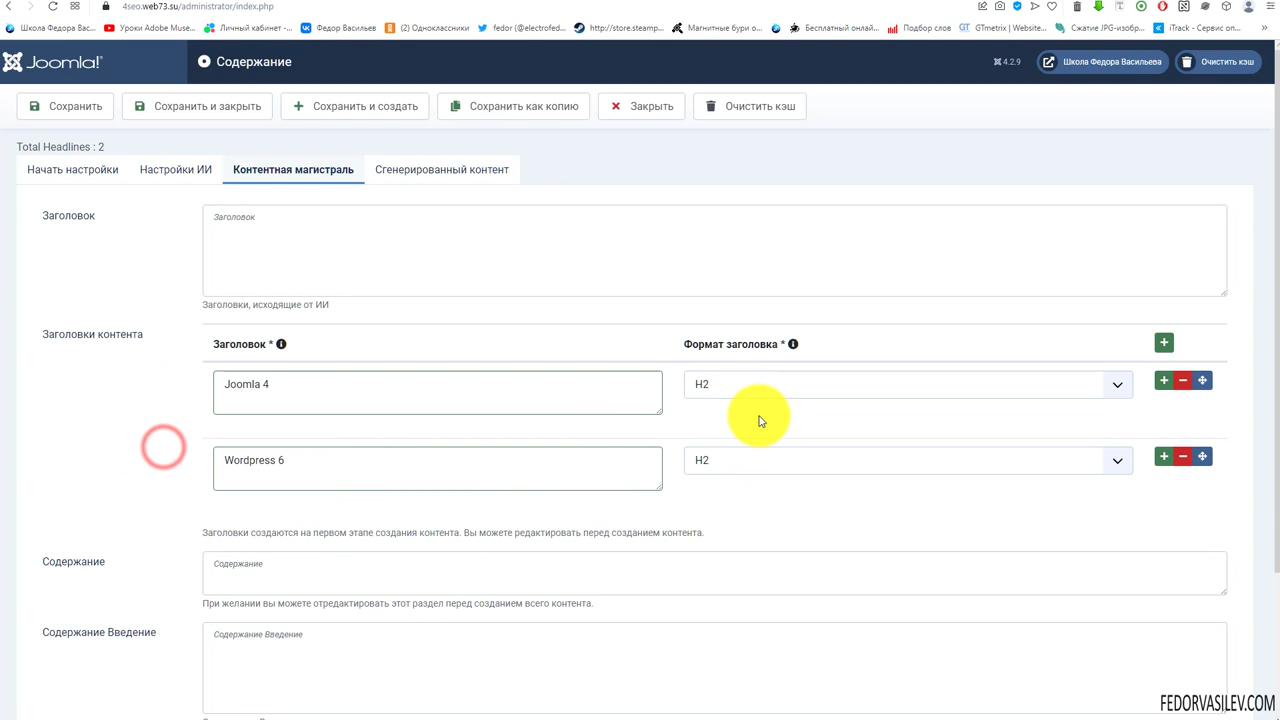 4seo.web73.su/administrator/index.php
Школа Федора Вас...
Уроки Adobe Muse...
Личный кабинет -...
Федор Васильев
(2) Одноклассники
fedor (@electrofed...
http://store.steamp...
Магнитные бури о...
Бесплатный онлай...
Подбор слов
GTmetrix | Website...
Сжатие JPG-изобр...
iTrack - Сервис оп...
Joomla!
Содержание
4.2.9
Школа Федора Васильева
Очистить кэш
Сохранить
Сохранить и закрыть
Сохранить и создать
Сохранить как копию
Закрыть
Очистить кэш
Total Headlines : 2
Начать настройки
Настройки ИИ
Контентная магистраль
Сгенерированный контент
Заголовок
Заголовок
Заголовки, исходящие от ИИ
Заголовки контента
Заголовок *
Формат заголовка *
Joomla 4
H2
Wordpress 6
H2
Заголовки создаются на первом этапе создания контента. Вы можете редактировать перед созданием контента.
Содержание
Содержание
При желании вы можете отредактировать этот раздел перед созданием всего контента.
Содержание Введение
Содержание Введение
FEDORVASILEV.COM